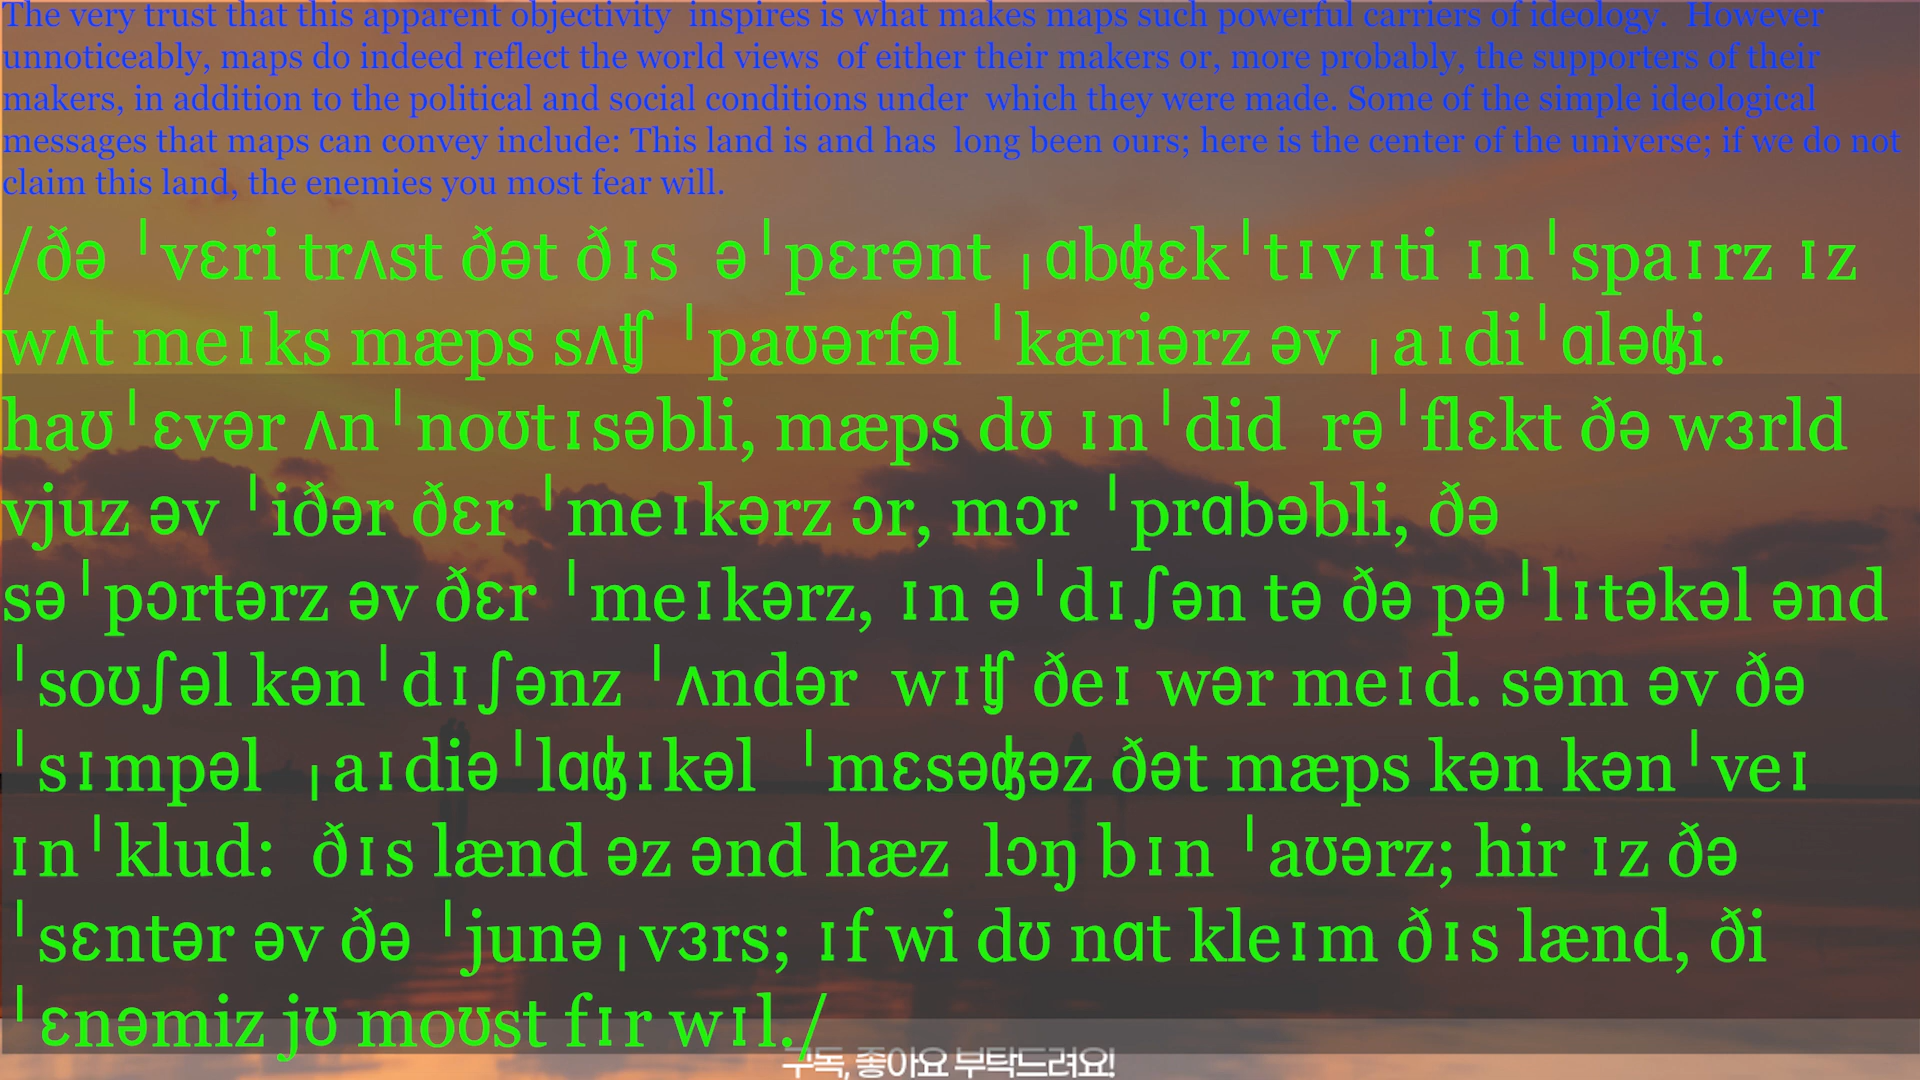 The very trust that this apparent objectivity  inspires is what makes maps such powerful carriers of ideology.  However
unnoticeably, maps do indeed reflect the world views  of either their makers or, more probably, the supporters of their
makers, in addition to the political and social conditions under  which they were made. Some of the simple ideological
messages that maps can convey include: This land is and has  long been ours; here is the center of the universe; if we do not
claim this land, the enemies you most fear will.
/ðə ˈvɛri trʌst ðət ðɪs  əˈpɛrənt ˌɑbʤɛkˈtɪvɪti ɪnˈspaɪrz ɪz
wʌt meɪks mæps sʌʧ ˈpaʊərfəl ˈkæriərz əv ˌaɪdiˈɑləʤi.
haʊˈɛvər ʌnˈnoʊtɪsəbli, mæps dʊ ɪnˈdid  rəˈflɛkt ðə wɜrld
vjuz əv ˈiðər ðɛr ˈmeɪkərz ɔr, mɔr ˈprɑbəbli, ðə
səˈpɔrtərz əv ðɛr ˈmeɪkərz, ɪn əˈdɪʃən tə ðə pəˈlɪtəkəl ənd
ˈsoʊʃəl kənˈdɪʃənz ˈʌndər  wɪʧ ðeɪ wər meɪd. səm əv ðə
ˈsɪmpəl  ˌaɪdiəˈlɑʤɪkəl  ˈmɛsəʤəz ðət mæps kən kənˈveɪ
ɪnˈklud:  ðɪs lænd əz ənd hæz  lɔŋ bɪn ˈaʊərz; hir ɪz ðə
ˈsɛntər əv ðə ˈjunəˌvɜrs; ɪf wi dʊ nɑt kleɪm ðɪs lænd, ði
ˈɛnəmiz jʊ moʊst fɪr wɪl./
구독, 좋아요 부탁드려요!